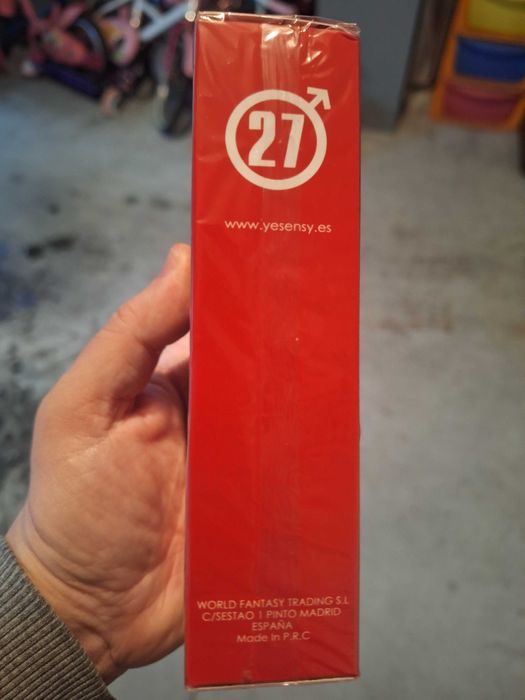 27
www.yesensy.es
WORLD FANTASY TRADING S.L
C/SESTAO 1 PINTO MADRID
ESPAÑA
Made In P.R.C